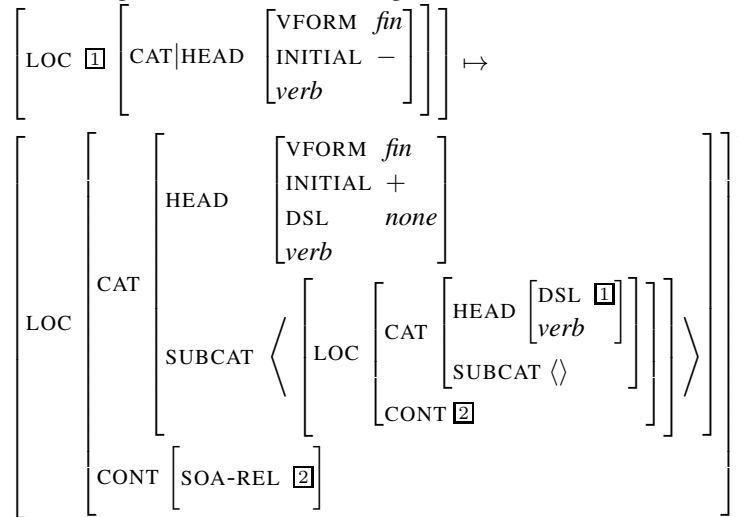 VFORM fin
LOC 1 CAT|HEAD INITIAL − ↦
verb
VFORM fin
INITIAL +
HEAD
DSL none
verb
CAT
HEAD DSL 1
CAT verb
LOC SUBCAT ⟨ LOC ⟩
SUBCAT ⟨⟩
CONT 2
CONT SOA-REL 2